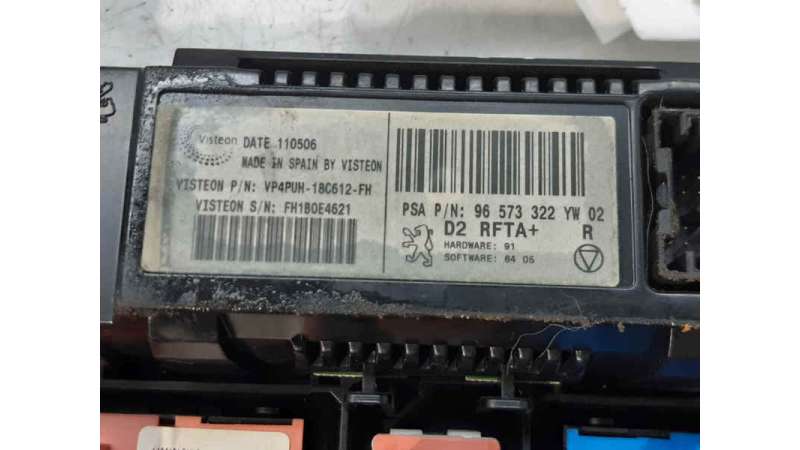 Visteon DATE 110506
MADE IN SPAIN BY VISTEON
VISTEON P/N: VP4PUH-18C612-FH
VISTEON S/N: FH1B0E4621
PSA P/N: 96 573 322 YW 02
D2 RFTA+ R
HARDWARE: 91
SOFTWARE: 84 05